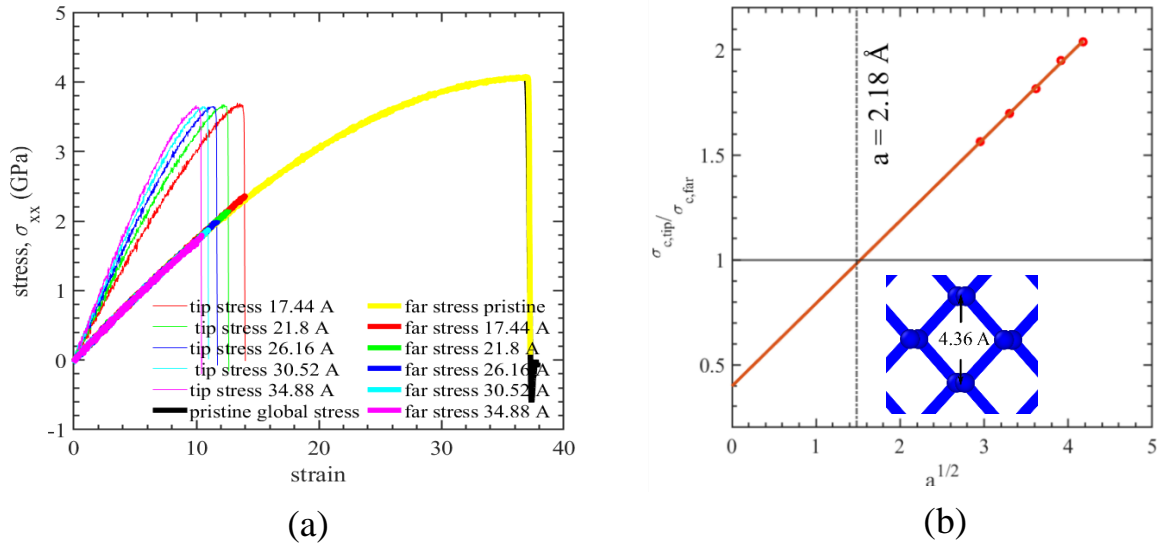 5
4
3
2
1
0
-1
stress, σxx (GPa)
tip stress 17.44 A
tip stress 21.8 A
tip stress 26.16 A
tip stress 30.52 A
tip stress 34.88 A
pristine global stress
far stress pristine
far stress 17.44 A
far stress 21.8 A
far stress 26.16 A
far stress 30.52 A
far stress 34.88 A
0 10 20 30 40
strain
(a)
2
1.5
1
0.5
σc,tip/σc,far
a = 2.18 Å
4.36 A
0 1 2 3 4 5
a1/2
(b)